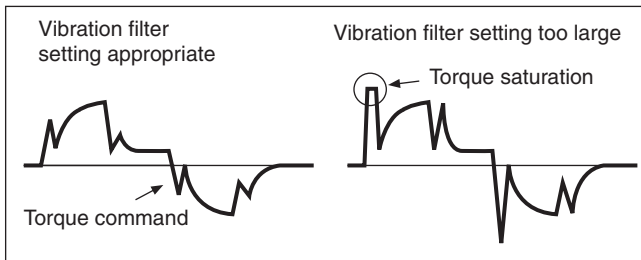 Vibration filter
setting appropriate
Torque command
Vibration filter setting too large
Torque saturation